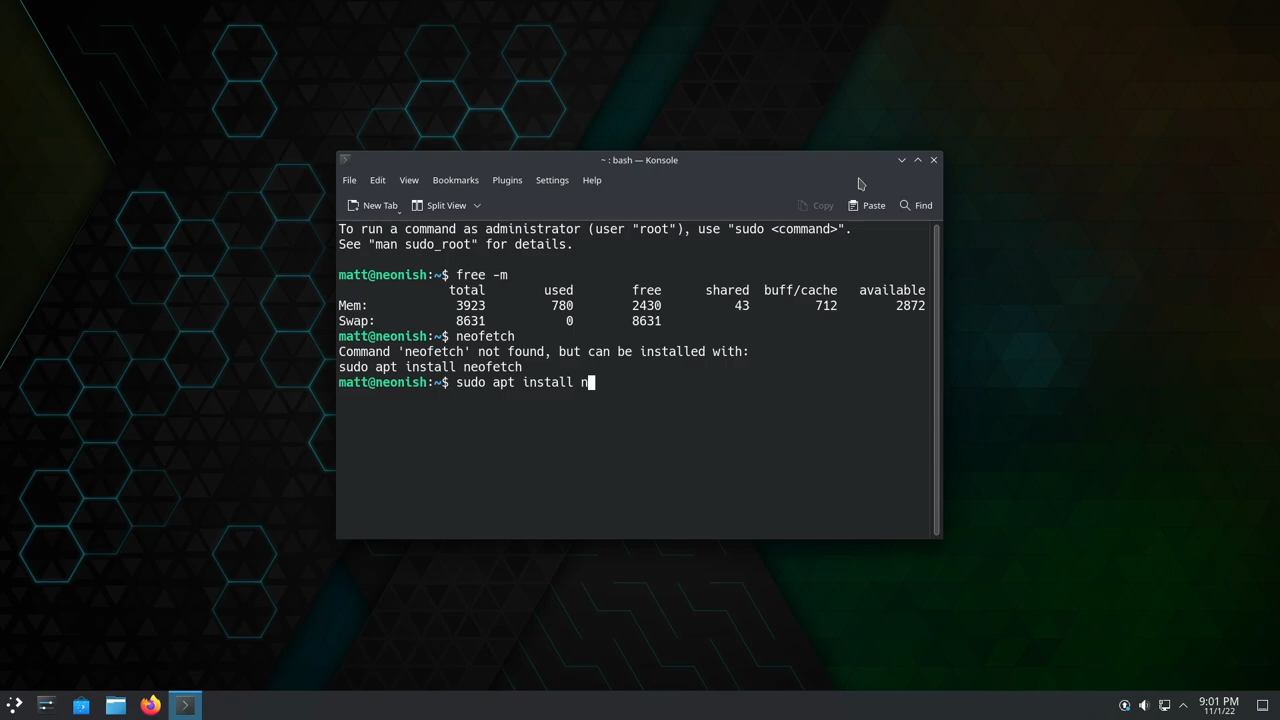 ~ : bash — Konsole
File Edit View Bookmarks Plugins Settings Help
New Tab Split View Copy Paste Find
To run a command as administrator (user "root"), use "sudo <command>".
See "man sudo_root" for details.
matt@neonish:~$ free -m
total used free shared buff/cache available
Mem: 3923 780 2430 43 712 2872
Swap: 8631 0 8631
matt@neonish:~$ neofetch
Command 'neofetch' not found, but can be installed with:
sudo apt install neofetch
matt@neonish:~$ sudo apt install n
9:01 PM
11/1/22